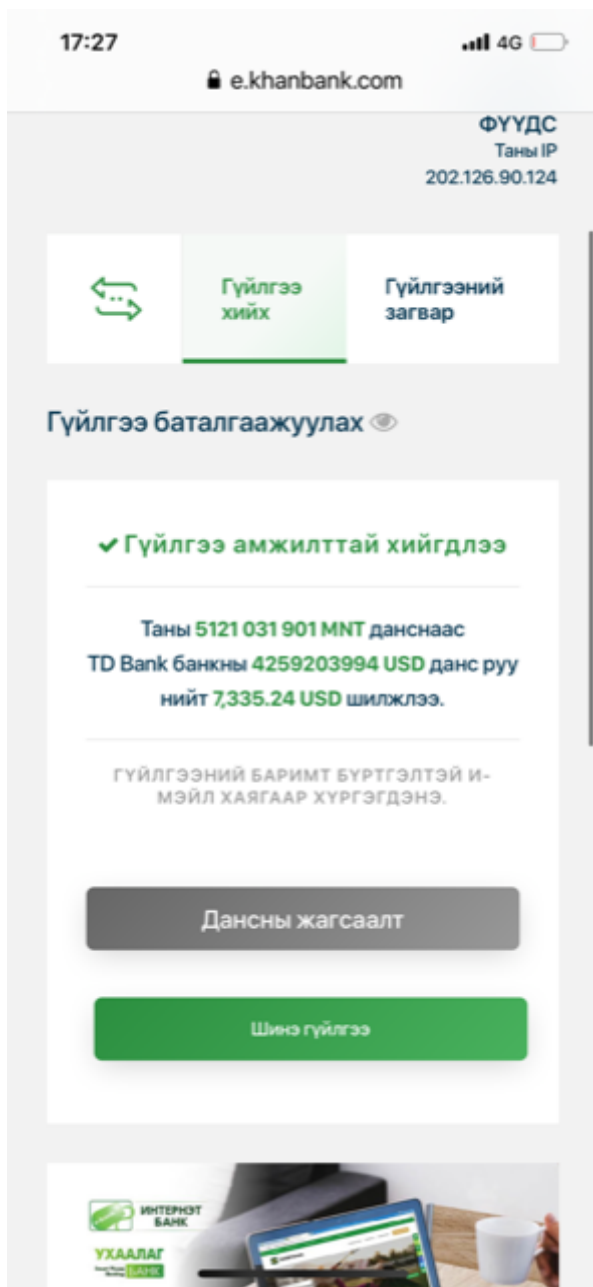 17:27
4G
e.khanbank.com
ФҮҮДС
Таны IP
202.126.90.124
Гүйлгээ
хийх
Гүйлгээний
загвар
Гүйлгээ баталгаажуулах
Гүйлгээ амжилттай хийгдлээ
Таны 5121 031 901 MNT данснаас
TD Bank банкны 4259203994 USD данс руу
нийт 7,335.24 USD шилжлээ.
ГҮЙЛГЭЭНИЙ БАРИМТ БҮРТГЭЛТЭЙ И-
МЭЙЛ ХАЯГААР ХҮРГЭГДЭНЭ.
Дансны жагсаалт
Шинэ гүйлгээ
ИНТЕРНЭТ
БАНК
УХААЛАГ
БАНК